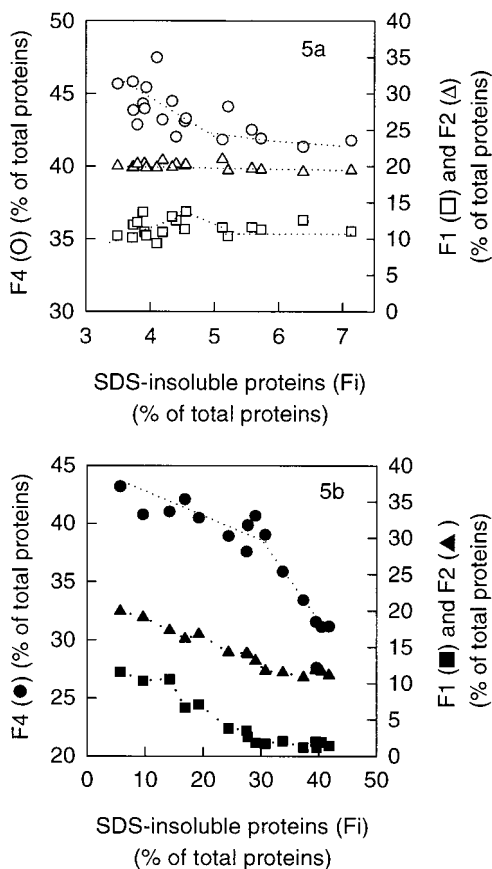 5a
50
45
40
35
30
F4 (O) (% of total proteins)
40
35
30
25
20
15
10
5
0
F1 (□) and F2 (△)
(% of total proteins)
3 4 5 6 7
SDS-insoluble proteins (Fi)
(% of total proteins)
5b
45
40
35
30
25
20
F4 (●) (% of total proteins)
40
35
30
25
20
15
10
5
0
F1 (■) and F2 (▲)
(% of total proteins)
0 10 20 30 40 50
SDS-insoluble proteins (Fi)
(% of total proteins)